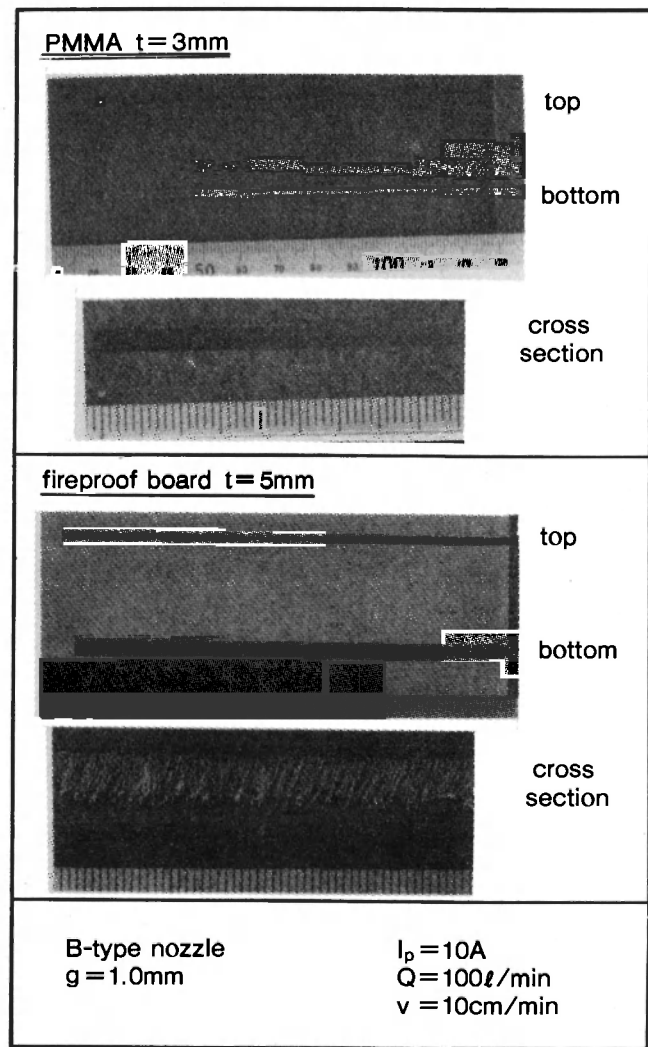 PMMA t=3mm
top
bottom
50
100
cross
section
fireproof board t=5mm
top
bottom
cross
section
B-type nozzle
g=1.0mm
Iₚ=10A
Q=100ℓ/min
v=10cm/min